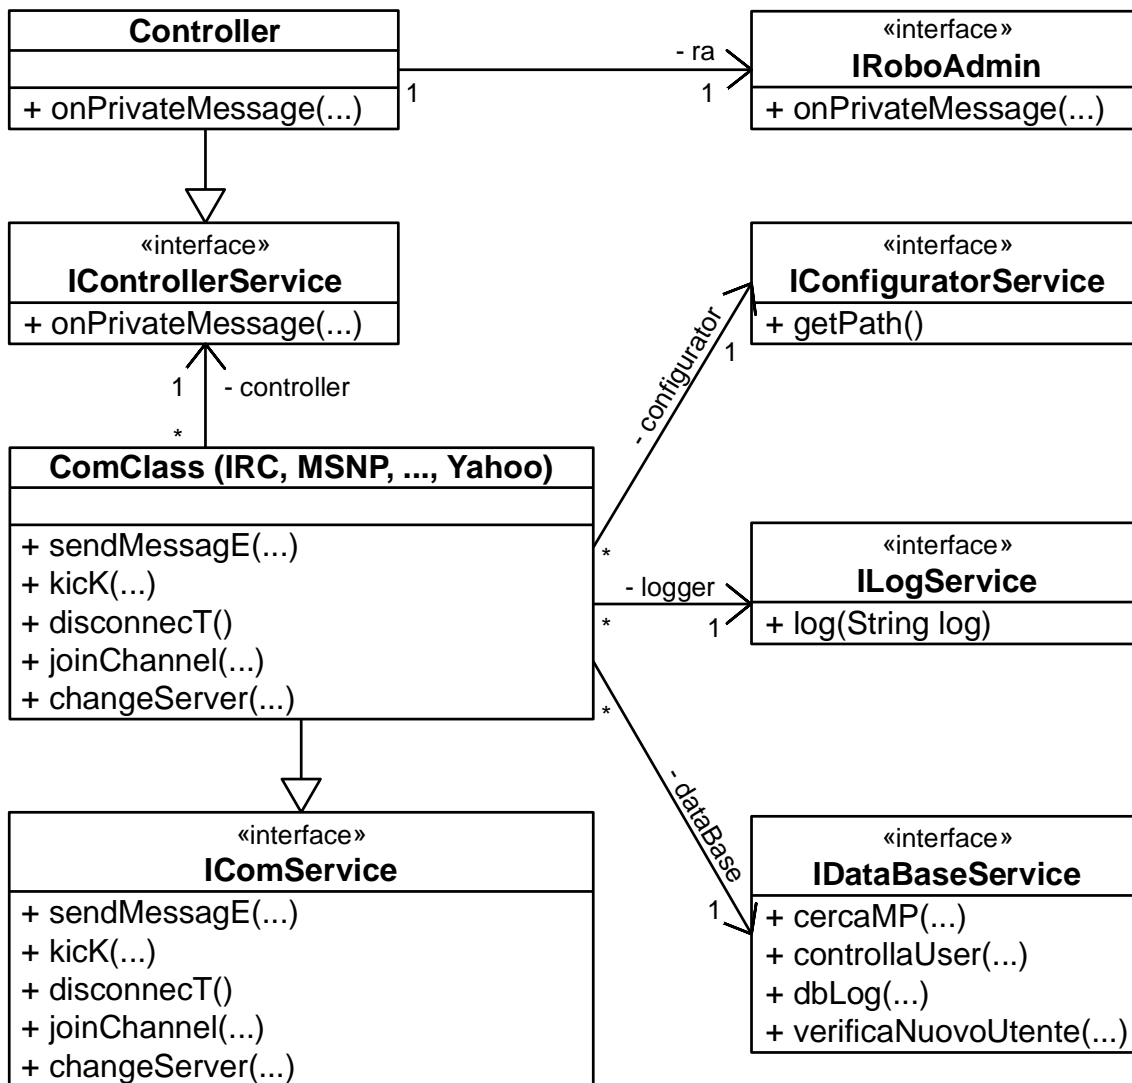 Controller
+ onPrivateMessage(...)
- ra
1
1
«interface»
IRoboAdmin
+ onPrivateMessage(...)
«interface»
IControllerService
+ onPrivateMessage(...)
«interface»
IConfiguratorService
+ getPath()
1
- controller
*
- configurator
1
*
ComClass (IRC, MSNP, ..., Yahoo)
+ sendMessagE(...)
+ kicK(...)
+ disconnecT()
+ joinChannel(...)
+ changeServer(...)
- logger
*
1
«interface»
ILogService
+ log(String log)
*
- dataBase
1
«interface»
IComService
+ sendMessagE(...)
+ kicK(...)
+ disconnecT()
+ joinChannel(...)
+ changeServer(...)
«interface»
IDataBaseService
+ cercaMP(...)
+ controllaUser(...)
+ dbLog(...)
+ verificaNuovoUtente(...)